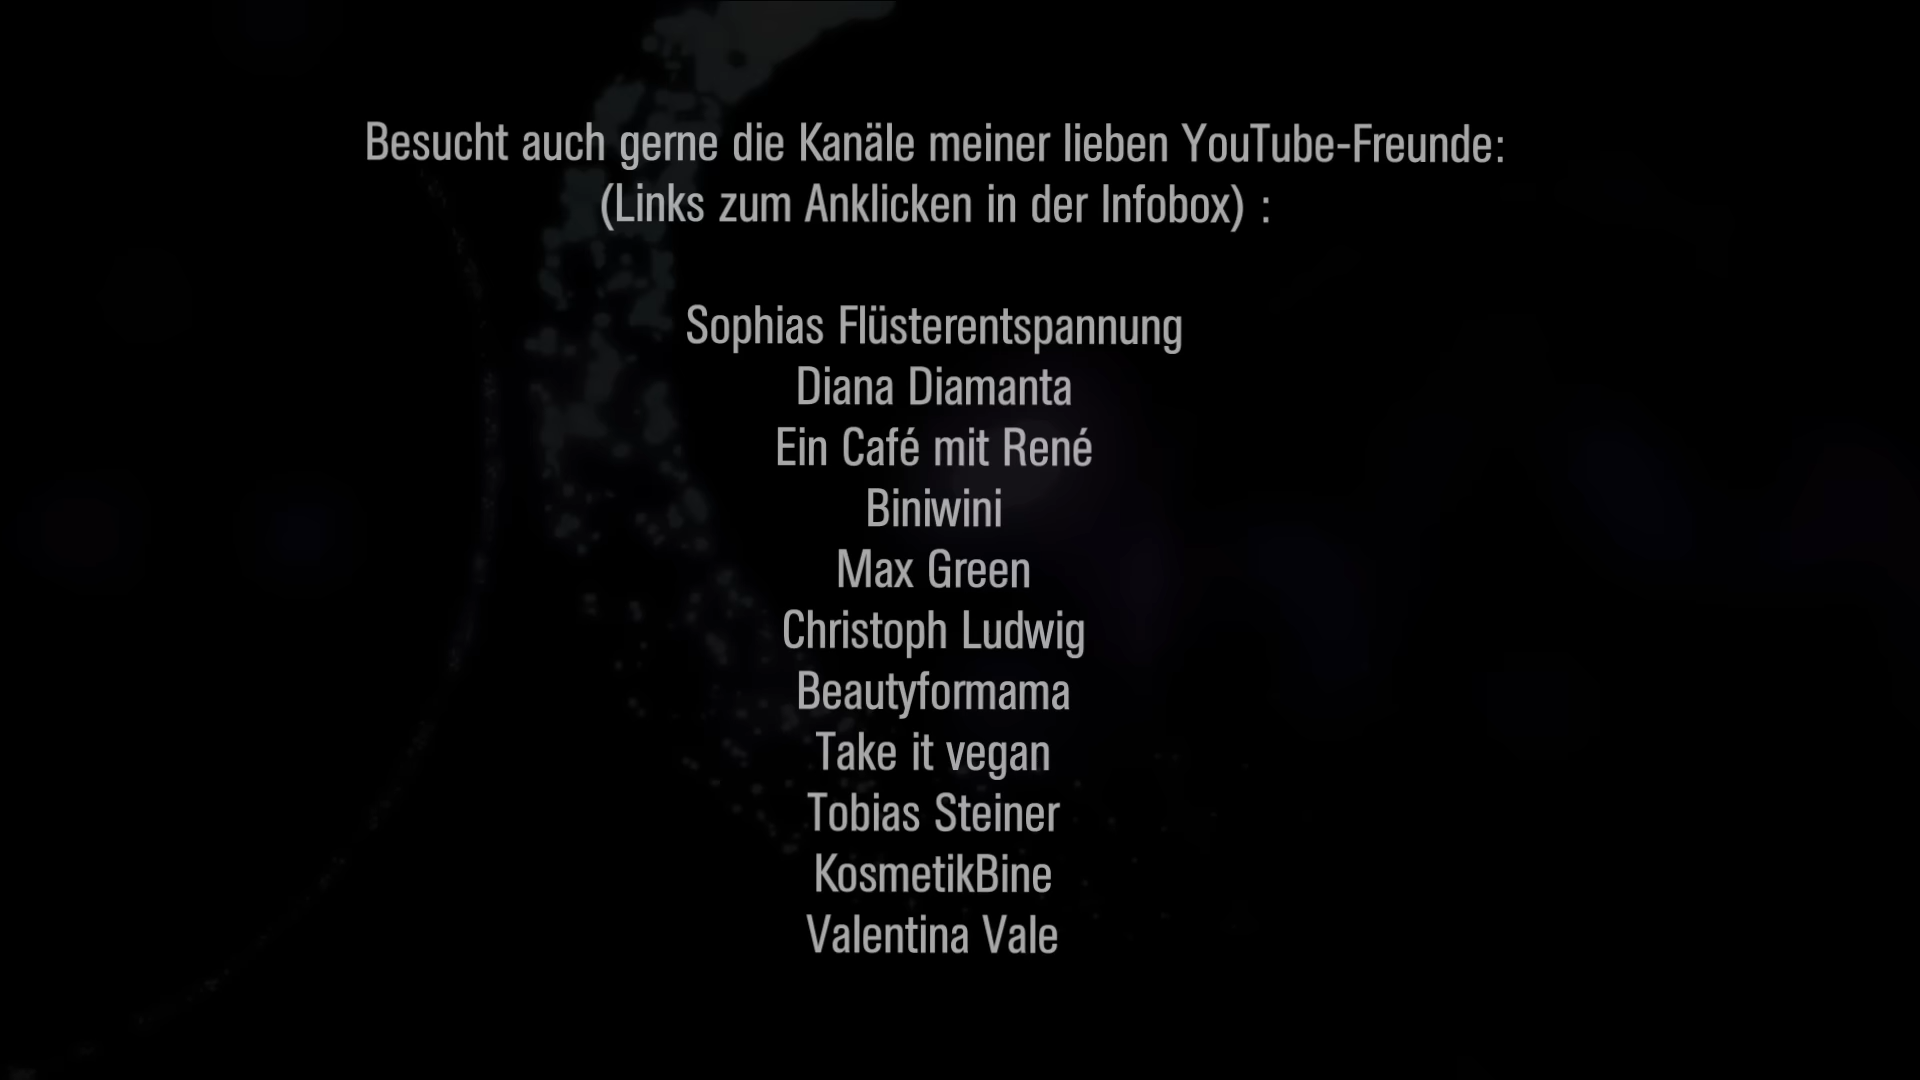 Besucht auch gerne die Kanäle meiner lieben YouTube-Freunde:
(Links zum Anklicken in der Infobox) :
Sophias Flüsterentspannung
Diana Diamanta
Ein Café mit René
Biniwini
Max Green
Christoph Ludwig
Beautyformama
Take it vegan
Tobias Steiner
KosmetikBine
Valentina Vale